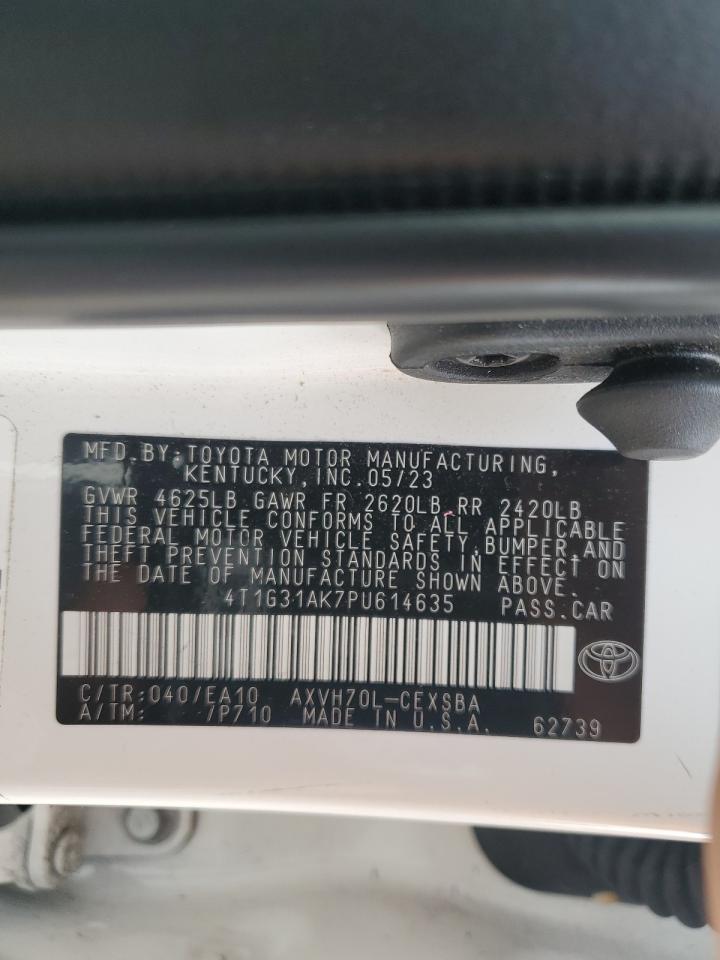 MFD. BY: TOYOTA MOTOR MANUFACTURING,
KENTUCKY, INC. 05/23
GVWR 4625LB GAWR FR 2620LB RR 2420LB
THIS VEHICLE CONFORMS TO ALL APPLICABLE
FEDERAL MOTOR VEHICLE SAFETY, BUMPER, AND
THEFT PREVENTION STANDARDS IN EFFECT ON
THE DATE OF MANUFACTURE SHOWN ABOVE.
4T1G31AK7PU614635 PASS. CAR
C/TR: 040/EA10 AXVHZ0L-CEXSBA
A/TM: /P710 MADE IN U.S.A. 62739